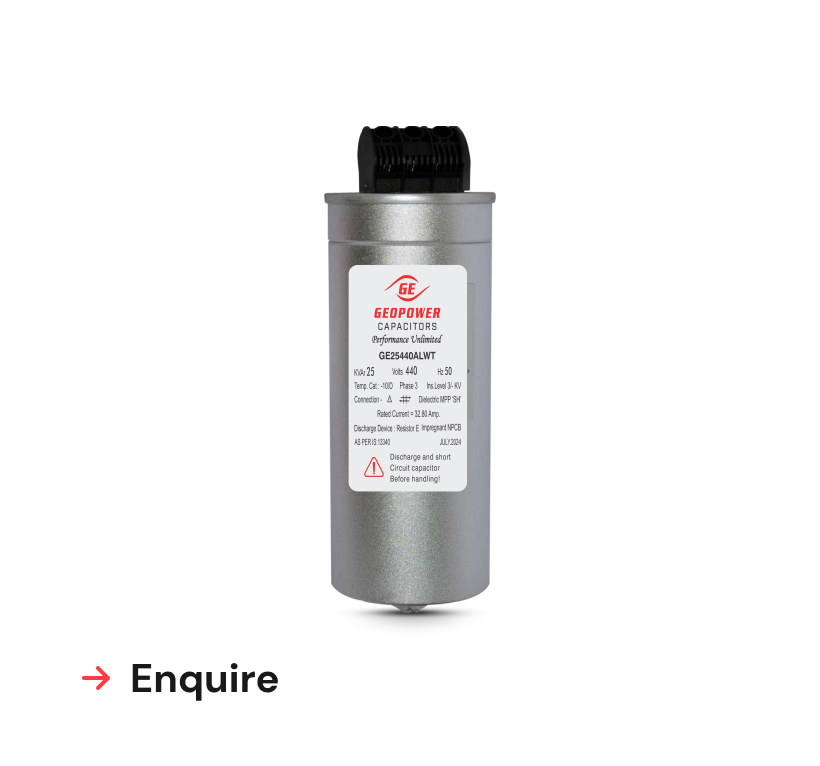 GE
GEOPOWER
CAPACITORS
Performance Unlimited
GE25440ALWT
KVAr 25 Volts 440 Hz 50
Temp. Cat : -10/D Phase 3 Ins.Level 3/- KV
Connection - Δ Dielectric MPP 'SH'
Rated Current = 32.80 Amp.
Discharge Device : Resistor E Impregnant NPCB
AS PER IS:13340 JULY.2024
Discharge and short
Circuit capacitor
Before handling!
→ Enquire